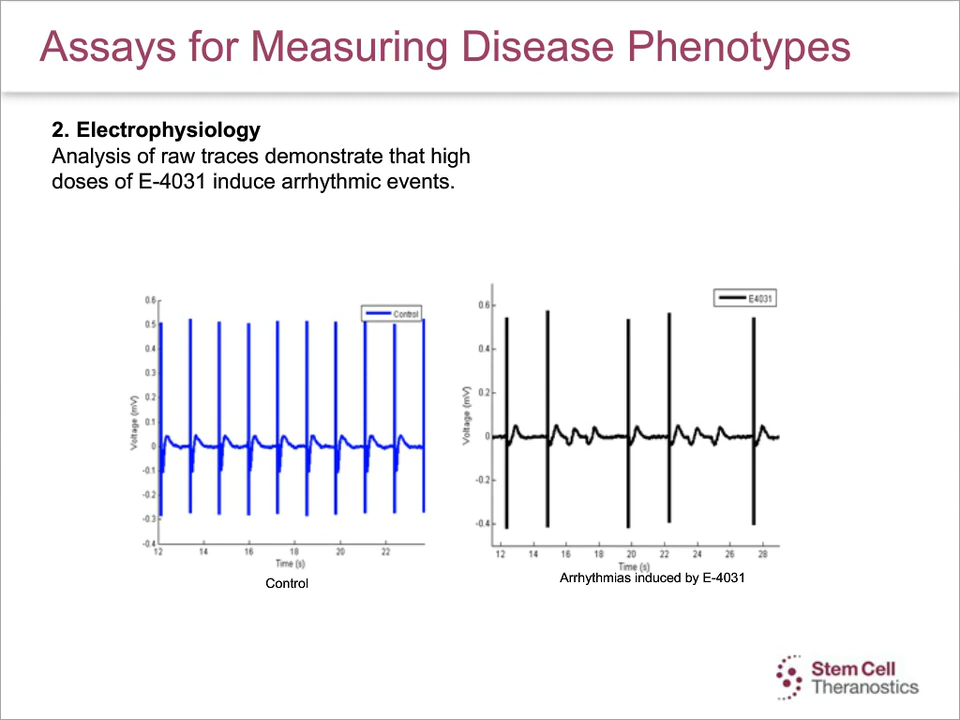 Assays for Measuring Disease Phenotypes
2. Electrophysiology
Analysis of raw traces demonstrate that high
doses of E-4031 induce arrhythmic events.
0.6
0.5
0.4
0.3
0.2
0.1
0
-0.1
-0.2
-0.3
-0.4
Voltage (mV)
Control
12 14 16 18 20 22
Time (s)
Control
0.6
0.4
0.2
0
-0.2
-0.4
Voltage (mV)
E4031
12 14 16 18 20 22 24 26 28
Time (s)
Arrhythmias induced by E-4031
Stem Cell
Theranostics